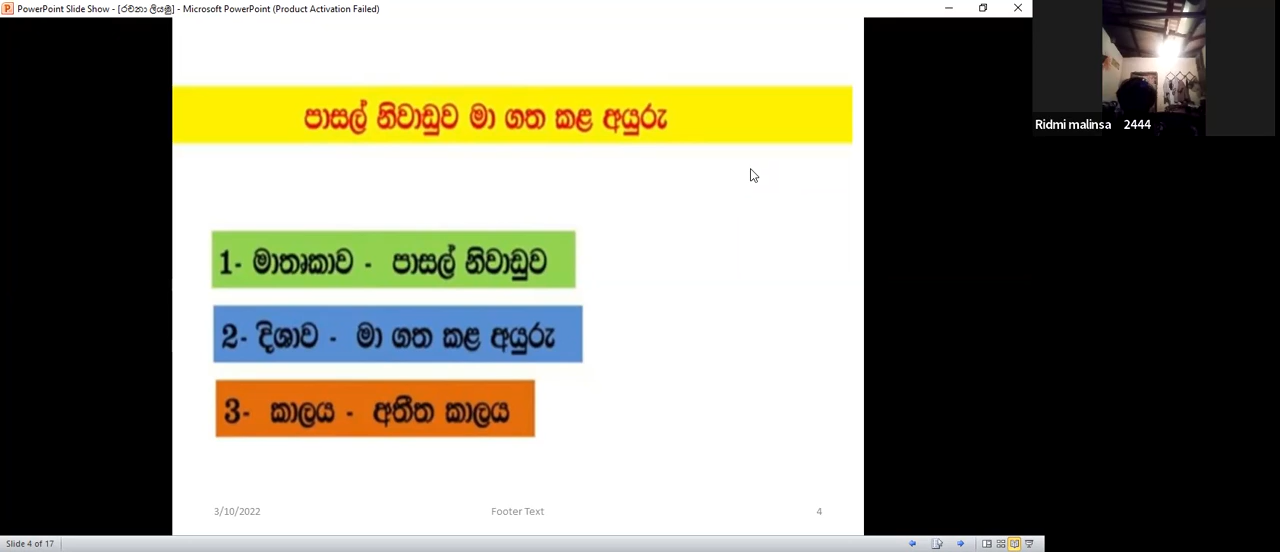 PowerPoint Slide Show - [රචනා ලියමු] - Microsoft PowerPoint (Product Activation Failed)
පාසල් නිවාඩුව මා ගත කළ අයුරු
1- මාතෘකාව - පාසල් නිවාඩුව
2- දිශාව - මා ගත කළ අයුරු
3- කාලය - අතීත කාලය
3/10/2022 Footer Text 4
Slide 4 of 17
Ridmi malinsa 2444